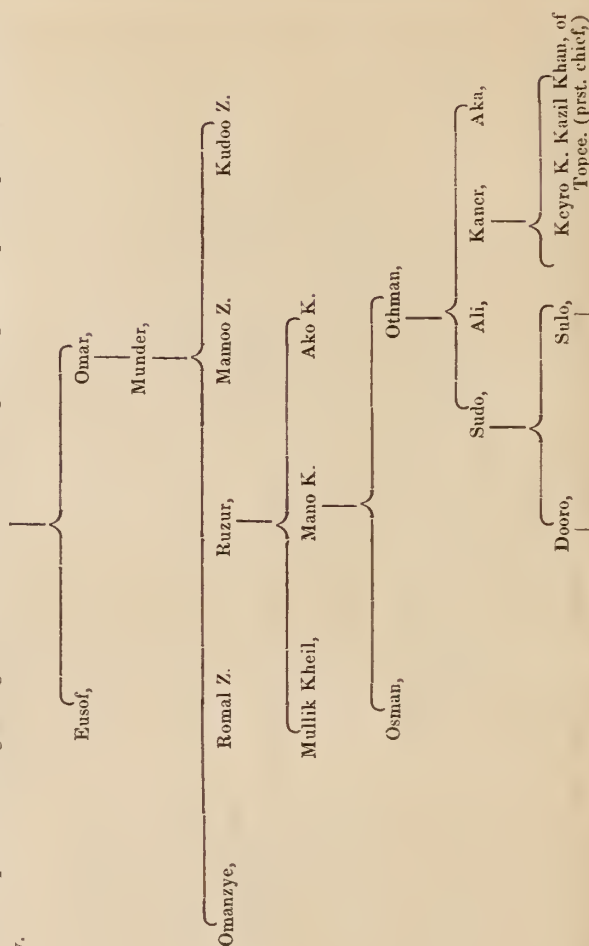 Eusof, Omar,
Munder,
Omanzye, Romal Z. Ruzur, Mamoo Z. Kudoo Z.
Mullik Kheil, Mano K. Ako K.
Osman, Othman,
Sudo, Ali, Kaner, Aka,
Dooro, Sulo, Keyro K. Kazil Khan, of
Topee. (prst. chief,)